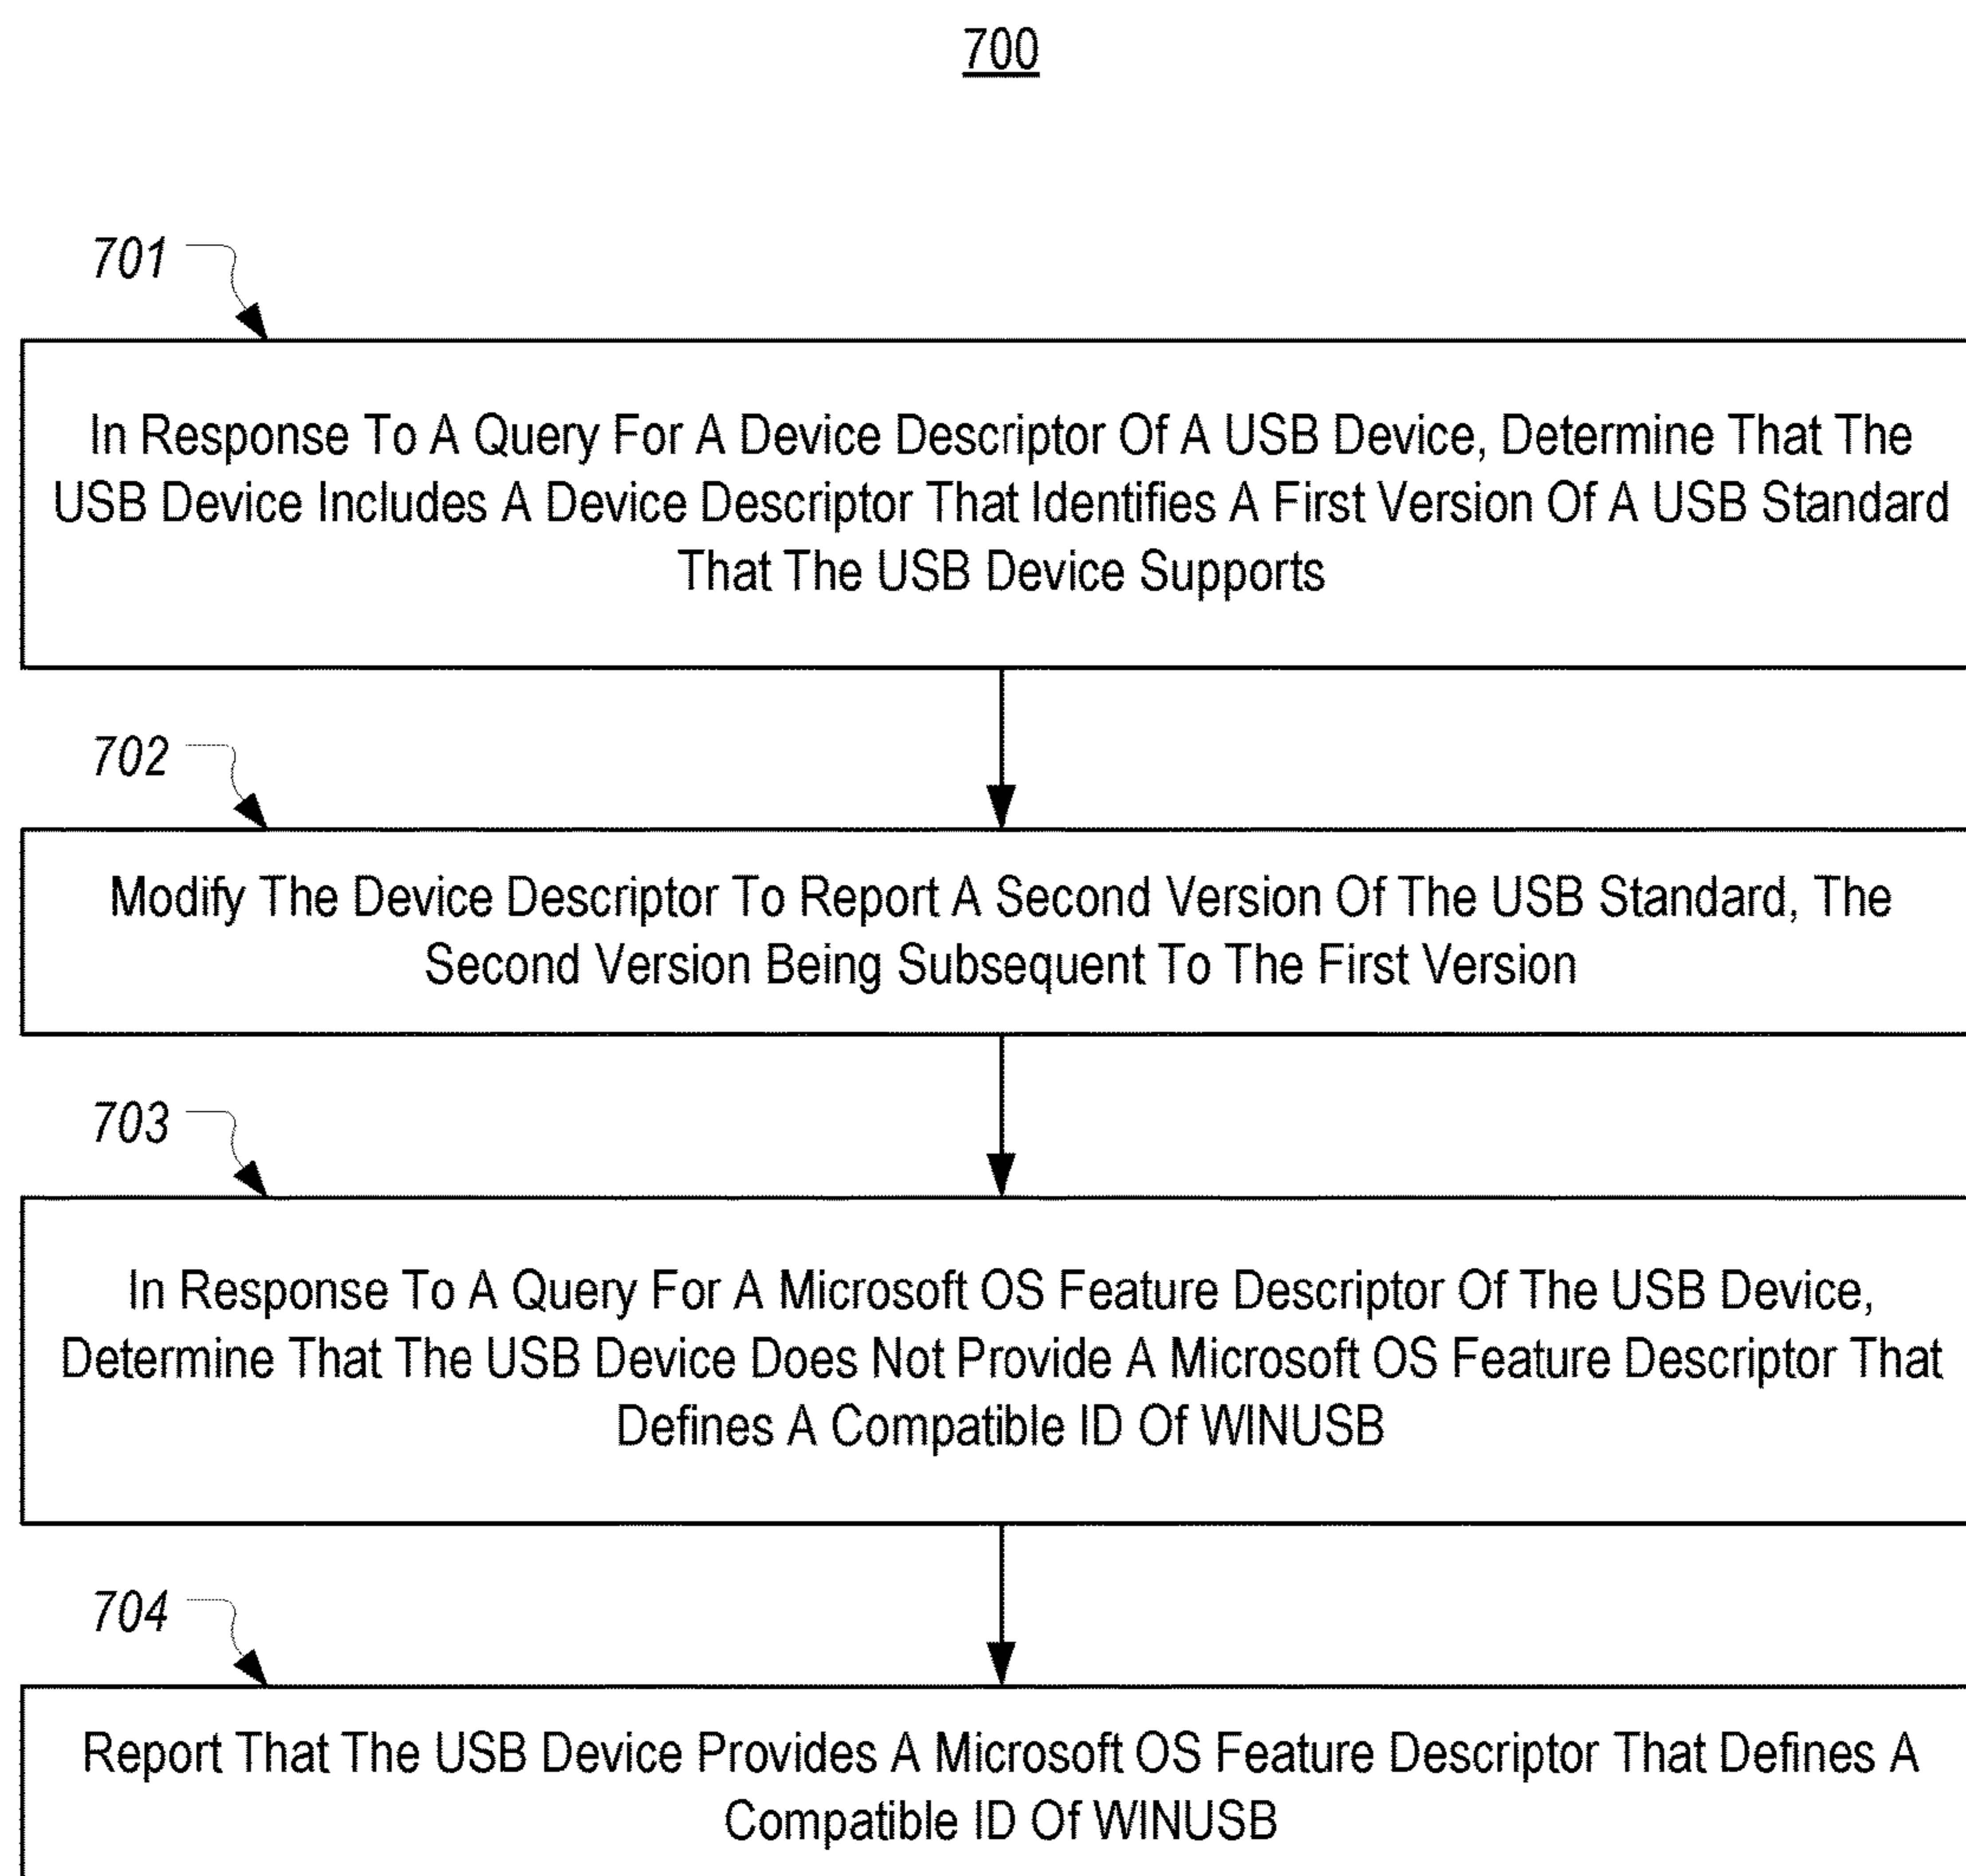 700
701
In Response To A Query For A Device Descriptor Of A USB Device, Determine That The
USB Device Includes A Device Descriptor That Identifies A First Version Of A USB Standard
That The USB Device Supports
702
Modify The Device Descriptor To Report A Second Version Of The USB Standard, The
Second Version Being Subsequent To The First Version
703
In Response To A Query For A Microsoft OS Feature Descriptor Of The USB Device,
Determine That The USB Device Does Not Provide A Microsoft OS Feature Descriptor That
Defines A Compatible ID Of WINUSB
704
Report That The USB Device Provides A Microsoft OS Feature Descriptor That Defines A
Compatible ID Of WINUSB